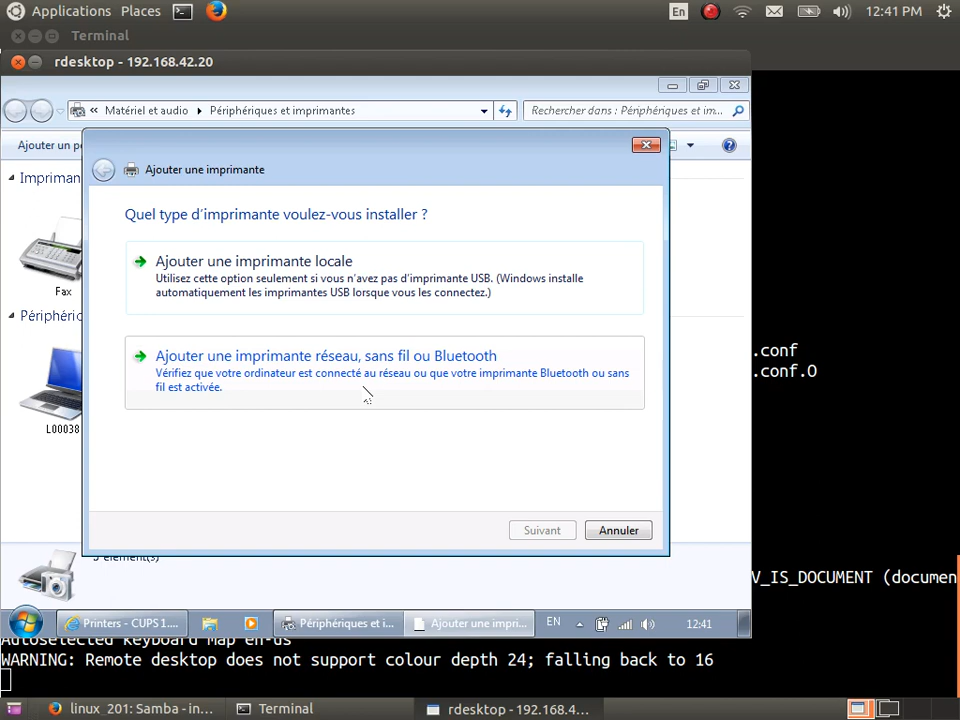 Applications Places
En
12:41 PM
Terminal
rdesktop - 192.168.42.20
« Matériel et audio
Périphériques et imprimantes
Rechercher dans : Périphériques et im...
Ajouter un pé
Ajouter une imprimante
Impriman
Quel type d'imprimante voulez-vous installer ?
Ajouter une imprimante locale
Utilisez cette option seulement si vous n'avez pas d'imprimante USB. (Windows installe
automatiquement les imprimantes USB lorsque vous les connectez.)
Fax
Périphéric
Ajouter une imprimante réseau, sans fil ou Bluetooth
Vérifiez que votre ordinateur est connecté au réseau ou que votre imprimante Bluetooth ou sans
fil est activée.
L00038
.conf
.conf.O
Suivant
Annuler
élément(s)
V_IS_DOCUMENT (documen
Printers - CUPS 1....
Périphériques et i...
Ajouter une impri...
EN
12:41
Autoselected keyboard map en-us
WARNING: Remote desktop does not support colour depth 24; falling back to 16
linux_201: Samba - in...
Terminal
rdesktop - 192.168.4...